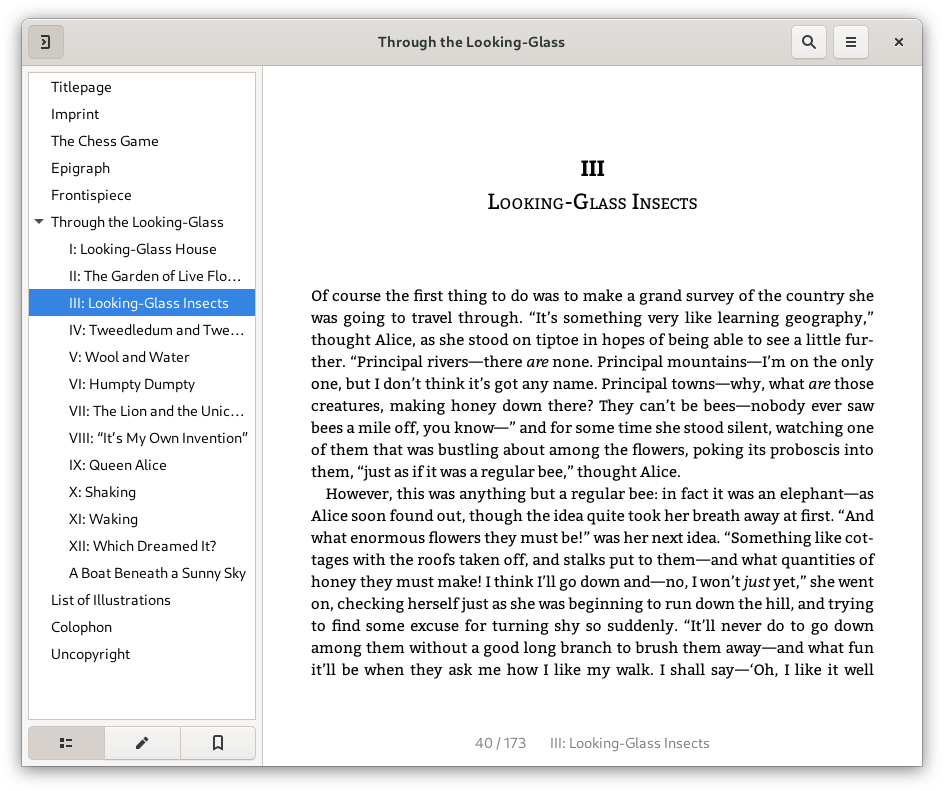 Through the Looking-Glass
Titlepage
Imprint
The Chess Game
Epigraph
Frontispiece
Through the Looking-Glass
I: Looking-Glass House
II: The Garden of Live Flo…
III: Looking-Glass Insects
IV: Tweedledum and Twe…
V: Wool and Water
VI: Humpty Dumpty
VII: The Lion and the Unic…
VIII: “It’s My Own Invention”
IX: Queen Alice
X: Shaking
XI: Waking
XII: Which Dreamed It?
A Boat Beneath a Sunny Sky
List of Illustrations
Colophon
Uncopyright
III
Looking-Glass Insects
Of course the first thing to do was to make a grand survey of the country she
was going to travel through. “It’s something very like learning geography,”
thought Alice, as she stood on tiptoe in hopes of being able to see a little fur-
ther. “Principal rivers—there are none. Principal mountains—I’m on the only
one, but I don’t think it’s got any name. Principal towns—why, what are those
creatures, making honey down there? They can’t be bees—nobody ever saw
bees a mile off, you know—” and for some time she stood silent, watching one
of them that was bustling about among the flowers, poking its proboscis into
them, “just as if it was a regular bee,” thought Alice.
However, this was anything but a regular bee: in fact it was an elephant—as
Alice soon found out, though the idea quite took her breath away at first. “And
what enormous flowers they must be!” was her next idea. “Something like cot-
tages with the roofs taken off, and stalks put to them—and what quantities of
honey they must make! I think I’ll go down and—no, I won’t just yet,” she went
on, checking herself just as she was beginning to run down the hill, and trying
to find some excuse for turning shy so suddenly. “It’ll never do to go down
among them without a good long branch to brush them away—and what fun
it’ll be when they ask me how I like my walk. I shall say—‘Oh, I like it well
40 / 173 III: Looking-Glass Insects